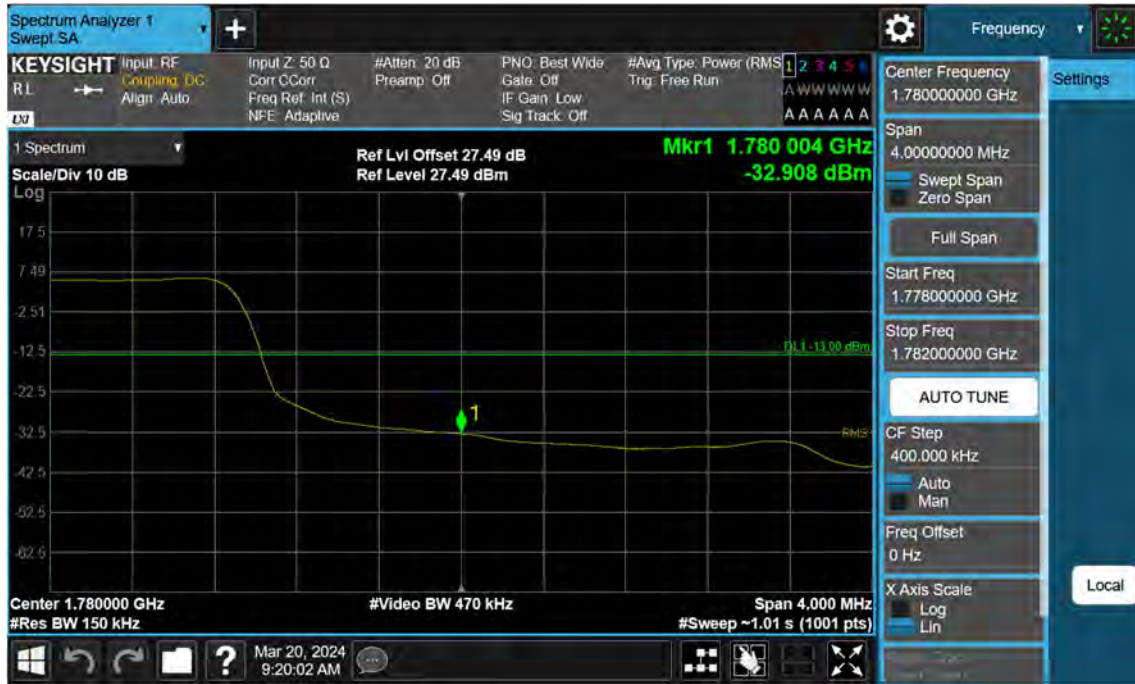 Spectrum Analyzer 1
Swept SA
Frequency
KEYSIGHT
RL
LXI
Input: RF
Coupling: DC
Align: Auto
Input Z: 50 Ω
Corr CCorr
Freq Ref: Int (S)
NFE: Adaptive
#Atten: 20 dB
Preamp: Off
PNO: Best Wide
Gate: Off
IF Gain: Low
Sig Track: Off
#Avg Type: Power (RMS
Trig: Free Run
1 2 3 4 5 6
A W W W W W
A A A A A A
1 Spectrum
Scale/Div 10 dB
Log
Ref Lvl Offset 27.49 dB
Ref Level 27.49 dBm
Mkr1 1.780 004 GHz
-32.908 dBm
17.5
7.49
-2.51
-12.5
-22.5
-32.5
-42.5
-52.5
-62.5
DL1 -13.00 dBm
1
RMS
Center 1.780000 GHz
#Video BW 470 kHz
Span 4.000 MHz
#Res BW 150 kHz
#Sweep ~1.01 s (1001 pts)
?
Mar 20, 2024
9:20:02 AM
Center Frequency
1.780000000 GHz
Settings
Span
4.00000000 MHz
Swept Span
Zero Span
Full Span
Start Freq
1.778000000 GHz
Stop Freq
1.782000000 GHz
AUTO TUNE
CF Step
400.000 kHz
Auto
Man
Freq Offset
0 Hz
X Axis Scale
Log
Lin
Local